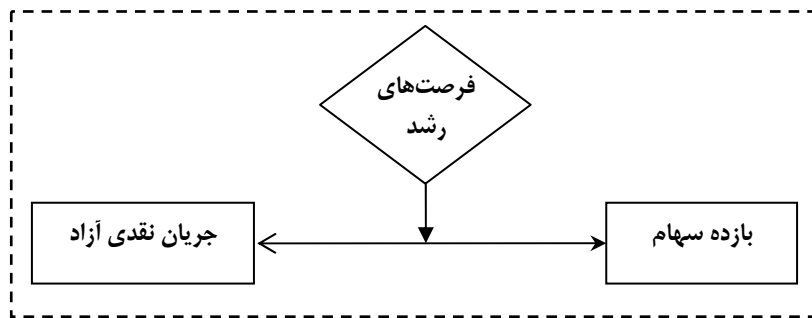 فرصت‌های
رشد
بازده سهام
جریان نقدی آزاد